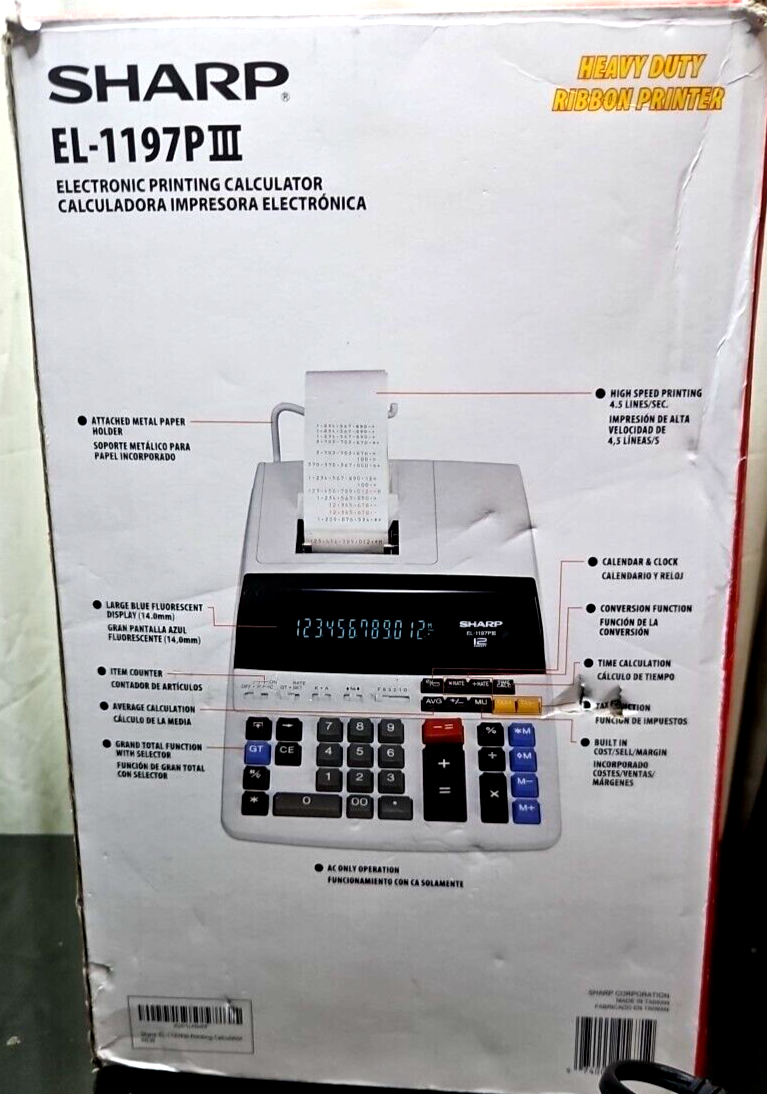 SHARP®
HEAVY DUTY
RIBBON PRINTER
EL-1197PIII
ELECTRONIC PRINTING CALCULATOR
CALCULADORA IMPRESORA ELECTRÓNICA
HIGH SPEED PRINTING
4.5 LINES/SEC.
IMPRESIÓN DE ALTA
VELOCIDAD DE
4,5 LÍNEAS/S
ATTACHED METAL PAPER
HOLDER
SOPORTE METÁLICO PARA
PAPEL INCORPORADO
CALENDAR & CLOCK
CALENDARIO Y RELOJ
LARGE BLUE FLUORESCENT
DISPLAY (14.0mm)
GRAN PANTALLA AZUL
FLUORESCENTE (14,0mm)
123456789012
SHARP
EL-1197PIII
12
CONVERSION FUNCTION
FUNCIÓN DE LA
CONVERSIÓN
ITEM COUNTER
CONTADOR DE ARTÍCULOS
TIME CALCULATION
CÁLCULO DE TIEMPO
AVERAGE CALCULATION
CÁLCULO DE LA MEDIA
TAX FUNCTION
FUNCIÓN DE IMPUESTOS
GRAND TOTAL FUNCTION
WITH SELECTOR
FUNCIÓN DE GRAN TOTAL
CON SELECTOR
BUILT IN
COST/SELL/MARGIN
INCORPORADO
COSTES/VENTAS/
MÁRGENES
AVG +/– MU
7 8 9 – = % ∗M
GT CE 4 5 6 + ÷ ◊M
1 2 3 = × M–
∗ 0 00 • M+
AC ONLY OPERATION
FUNCIONAMIENTO CON CA SOLAMENTE
SHARP CORPORATION
MADE IN TAIWAN
FABRICADO EN TAIWAN